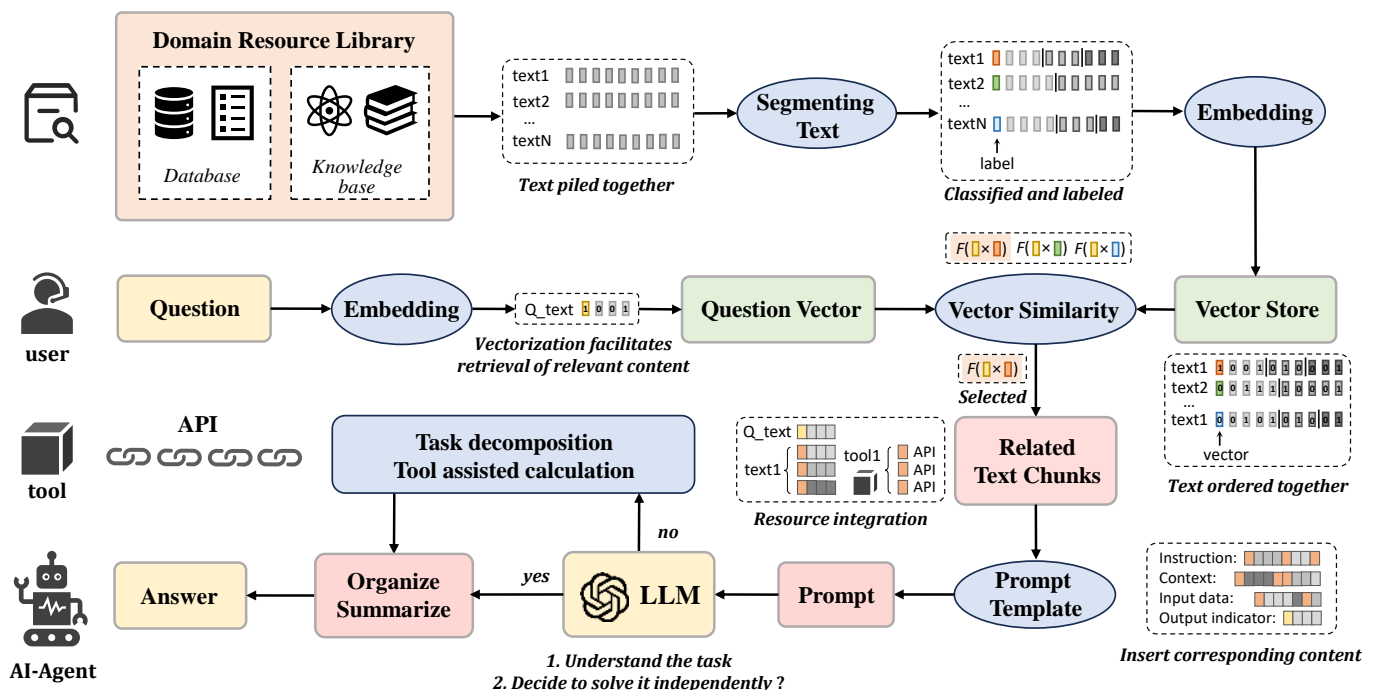 Domain Resource Library
Database
Knowledge
base
text1
text2
...
textN
Text piled together
Segmenting
Text
text1
text2
...
textN
label
Classified and labeled
Embedding
user
Question
Embedding
Q_text 1 0 0 1
Vectorization facilitates
retrieval of relevant content
Question Vector
F( × ) F( × ) F( × )
Vector Similarity
Vector Store
F( × )
Selected
text1 1 0 0 1 0 1 0 0 0 1
text2 0 0 1 1 1 1 0 0 0 1
...
text1 0 0 0 1 0 1 0 0 0 1
vector
Text ordered together
tool
API
Task decomposition
Tool assisted calculation
Q_text
text1
tool1
API
API
API
Resource integration
Related
Text Chunks
no
AI-Agent
Answer
Organize
Summarize
yes
LLM
Prompt
Prompt
Template
Instruction:
Context:
Input data:
Output indicator:
Insert corresponding content
1. Understand the task
2. Decide to solve it independently ?